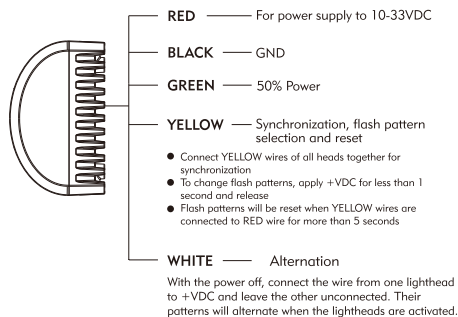 RED — For power supply to 10-33VDC
BLACK — GND
GREEN — 50% Power
YELLOW — Synchronization, flash pattern
selection and reset
● Connect YELLOW wires of all heads together for
synchronization
● To change flash patterns, apply +VDC for less than 1
second and release
● Flash patterns will be reset when YELLOW wires are
connected to RED wire for more than 5 seconds
WHITE — Alternation
With the power off, connect the wire from one lighthead
to +VDC and leave the other unconnected. Their
patterns will alternate when the lightheads are activated.